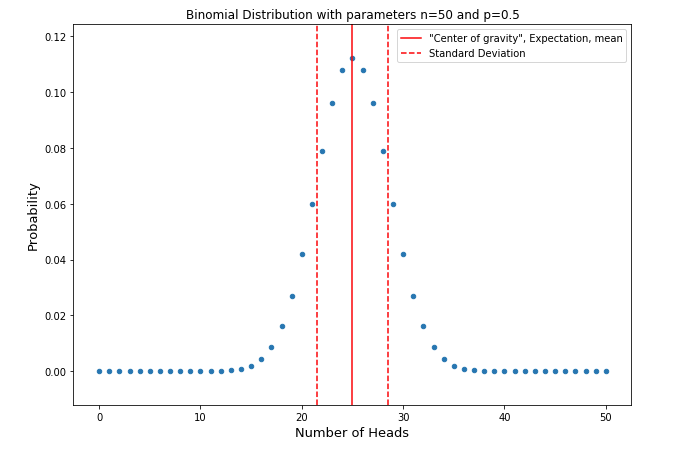 Binomial Distribution with parameters n=50 and p=0.5
"Center of gravity", Expectation, mean
Standard Deviation
0.12
0.10
0.08
0.06
0.04
0.02
0.00
Probability
0 10 20 30 40 50
Number of Heads